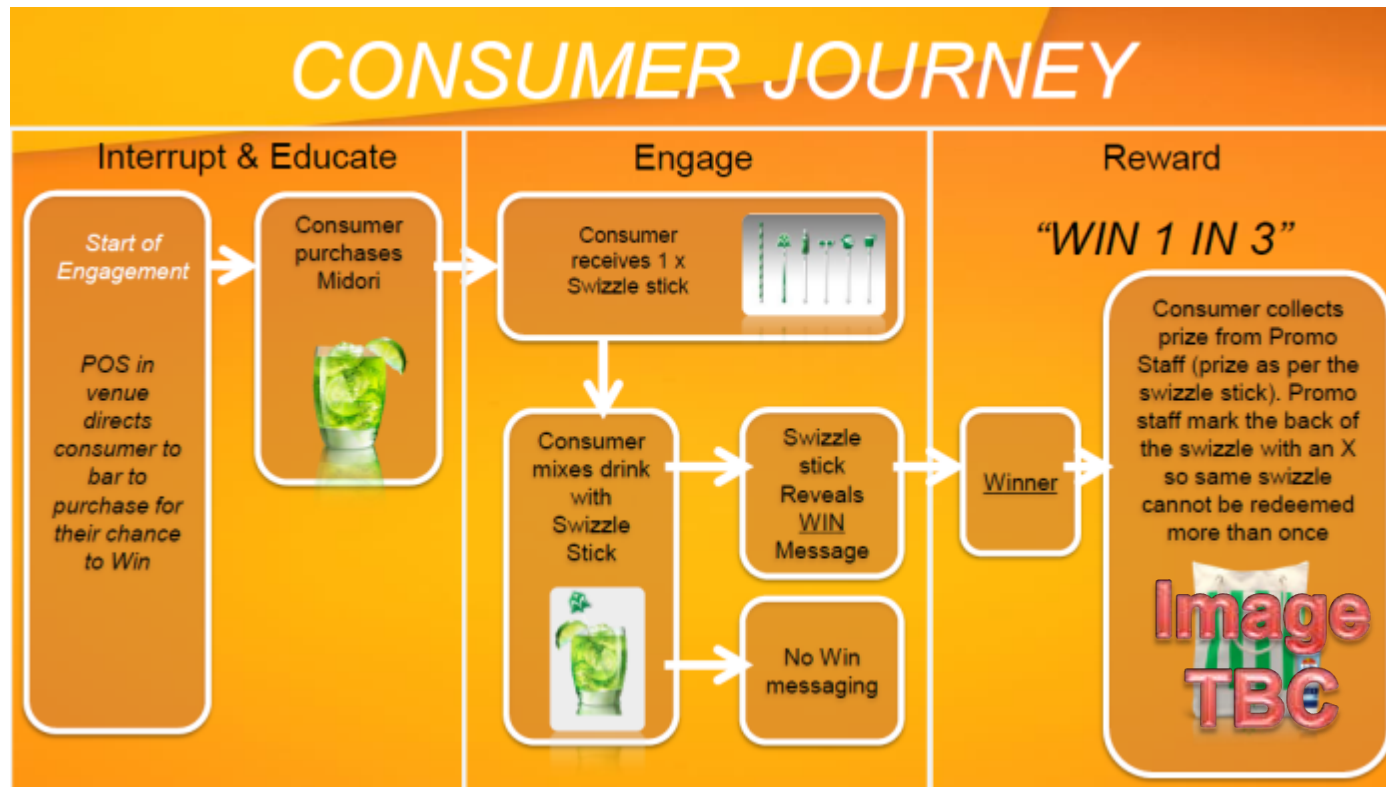 CONSUMER JOURNEY
Interrupt & Educate
Start of
Engagement
POS in
venue
directs
consumer to
bar to
purchase for
their chance
to Win
Consumer
purchases
Midori
Engage
Consumer
receives 1 x
Swizzle stick
Consumer
mixes drink
with
Swizzle
Stick
Swizzle
stick
Reveals
WIN
Message
No Win
messaging
Reward
“WIN 1 IN 3”
Winner
Consumer collects
prize from Promo
Staff (prize as per the
swizzle stick). Promo
staff mark the back of
the swizzle with an X
so same swizzle
cannot be redeemed
more than once
Image
TBC